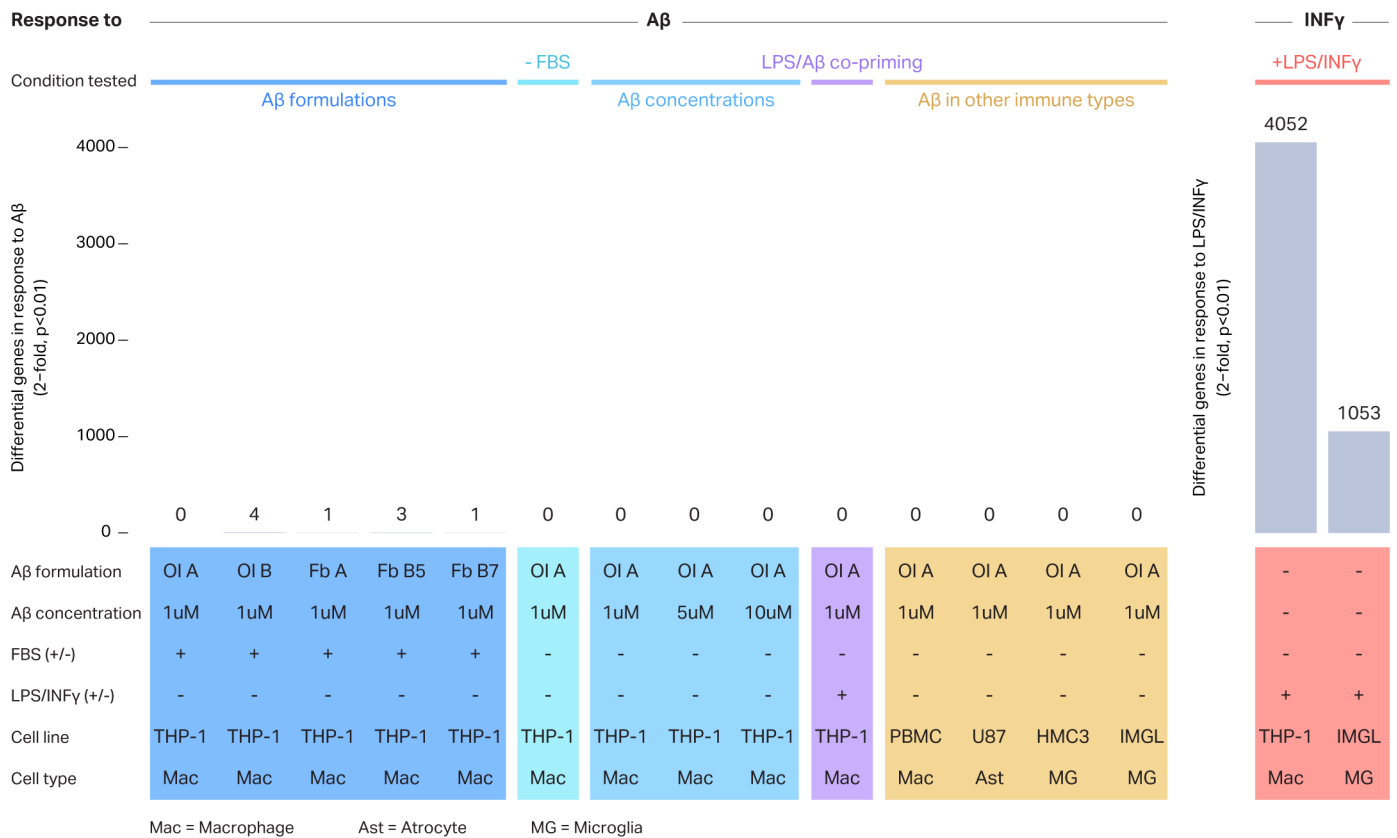 Response to Aβ INFγ
- FBS LPS/Aβ co-priming +LPS/INFγ
Condition tested
Aβ formulations Aβ concentrations Aβ in other immune types
Differential genes in response to Aβ
(2-fold, p<0.01)
4000
3000
2000
1000
0
0 4 1 3 1 0 0 0 0 0 0 0 0 0
Differential genes in response to LPS/INFγ
(2-fold, p<0.01)
4052
1053
Aβ formulation Ol A Ol B Fb A Fb B5 Fb B7 Ol A Ol A Ol A Ol A Ol A Ol A Ol A Ol A Ol A - -
Aβ concentration 1uM 1uM 1uM 1uM 1uM 1uM 1uM 5uM 10uM 1uM 1uM 1uM 1uM 1uM - -
FBS (+/-) + + + + + - - - - - - - - - - -
LPS/INFγ (+/-) - - - - - - - - - + - - - - + +
Cell line THP-1 THP-1 THP-1 THP-1 THP-1 THP-1 THP-1 THP-1 THP-1 THP-1 PBMC U87 HMC3 IMGL THP-1 IMGL
Cell type Mac Mac Mac Mac Mac Mac Mac Mac Mac Mac Mac Ast MG MG Mac MG
Mac = Macrophage Ast = Atrocyte MG = Microglia